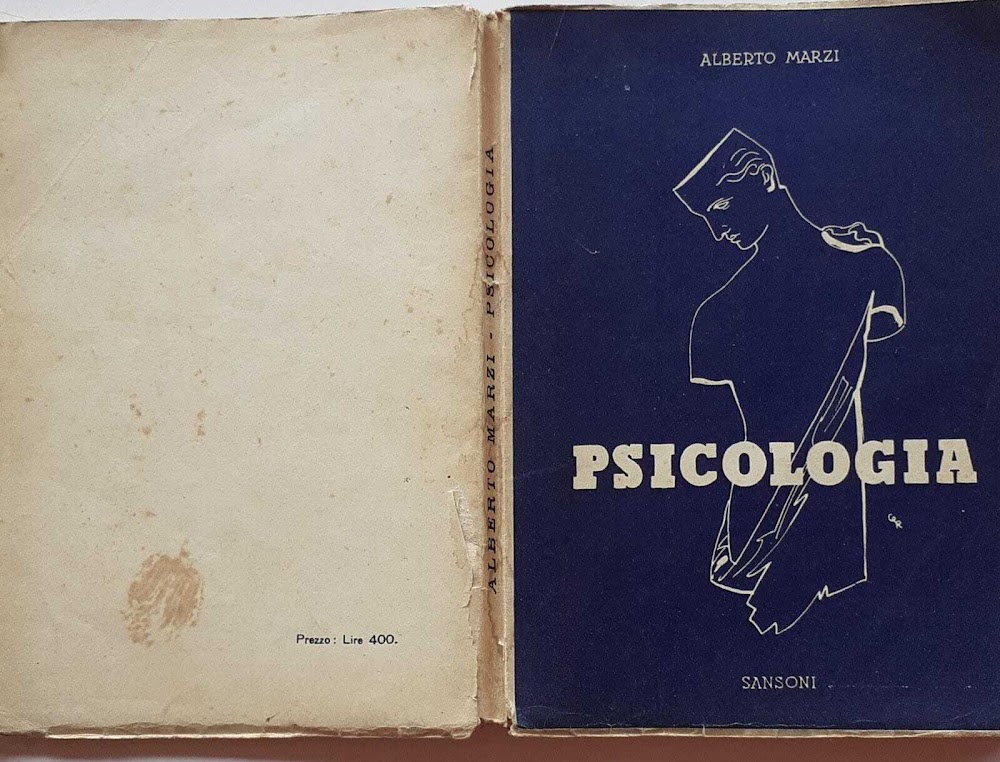 Prezzo: Lire 400.-
ALBERTO MARZI - PSICOLOGIA
ALBERTO MARZI
PSICOLOGIA
SANSONI